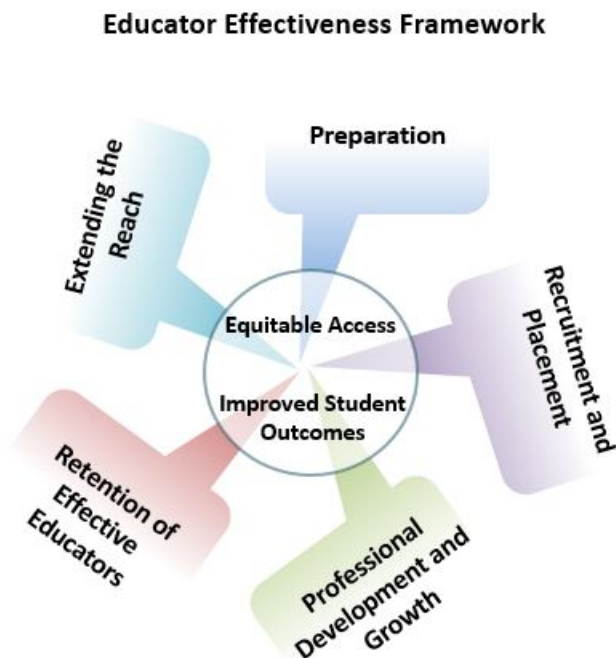 Educator Effectiveness Framework
Preparation
Extending the
Reach
Recruitment and
Placement
Equitable Access
Improved Student
Outcomes
Retention of
Effective
Educators
Professional
Development and
Growth